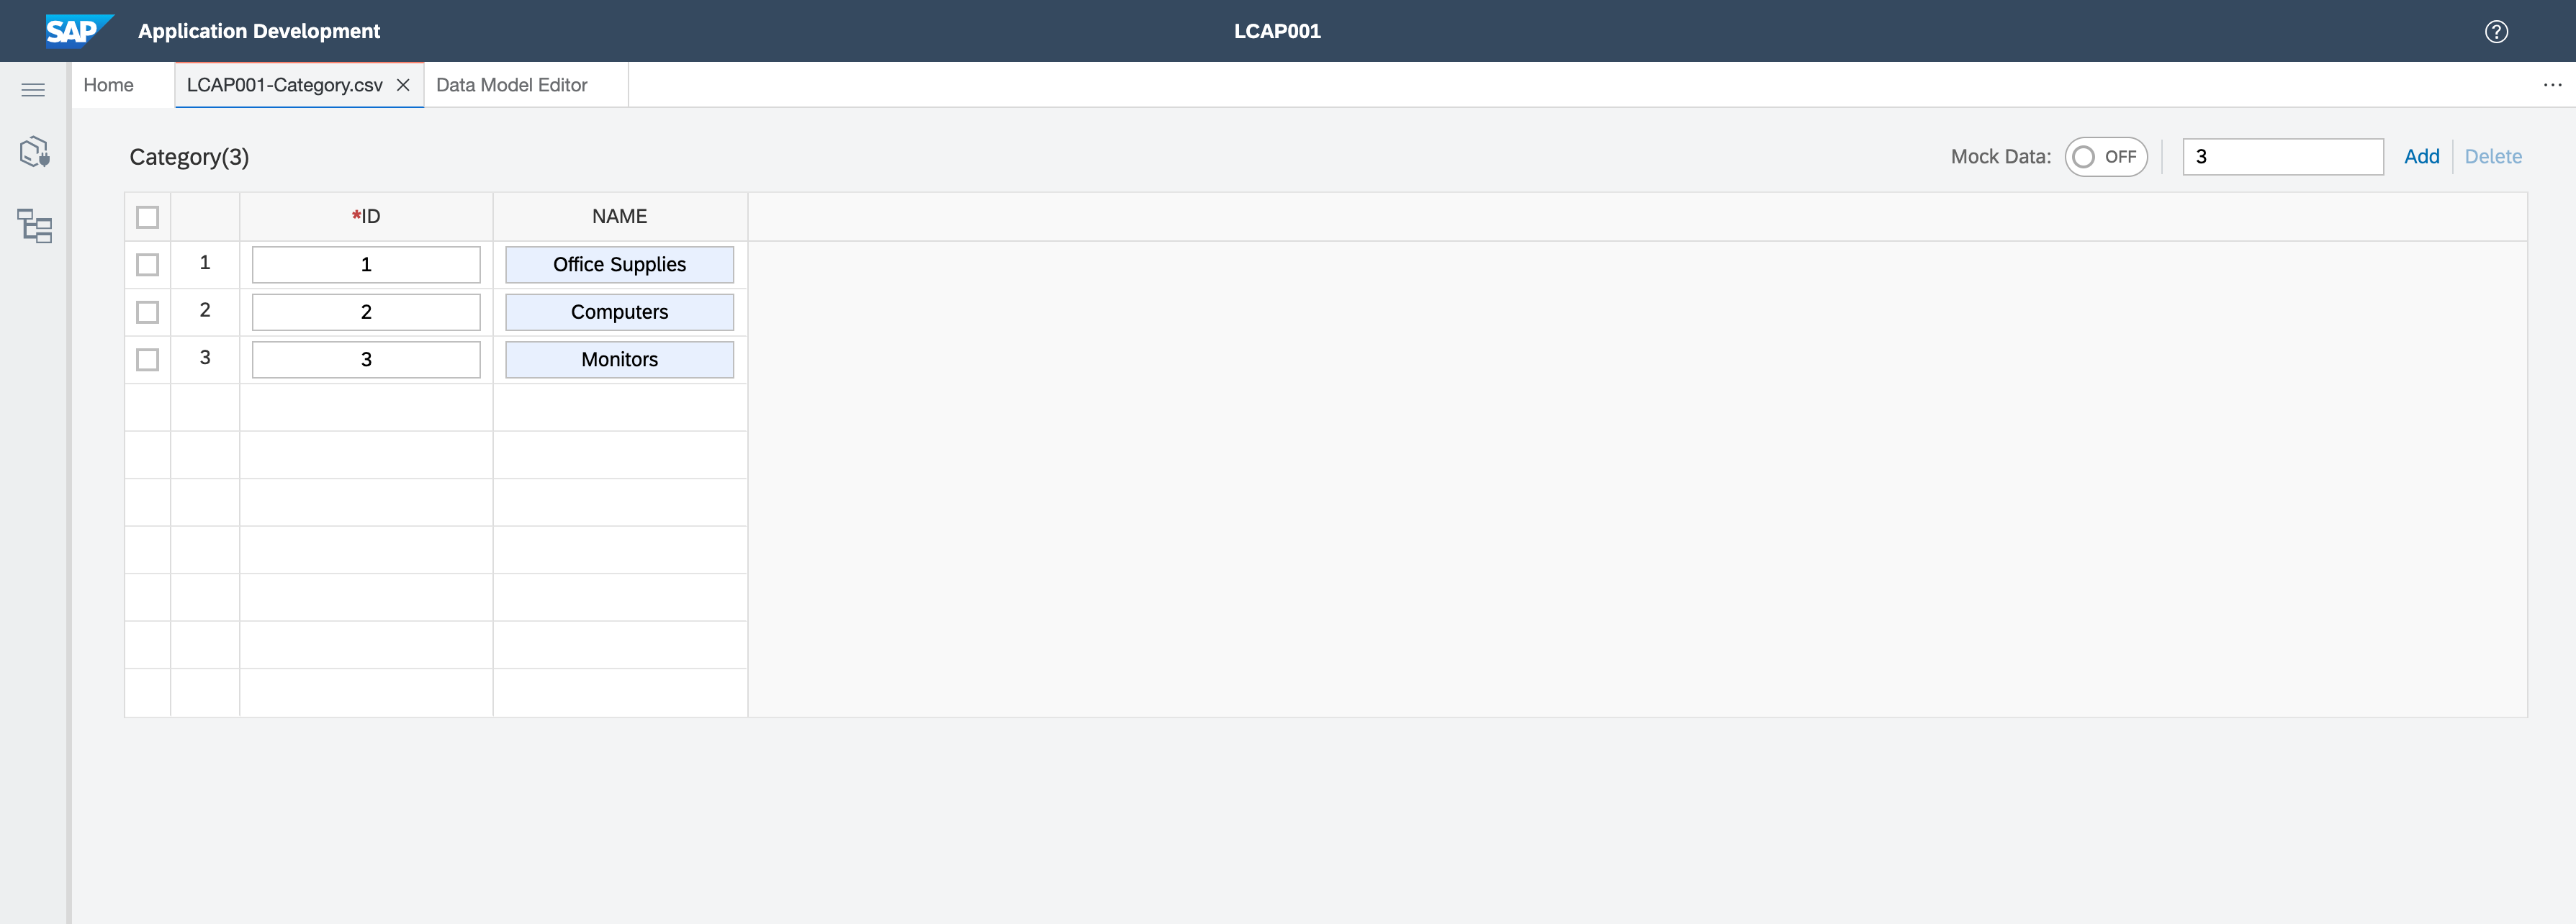 SAP Application Development LCAP001 ?
Home LCAP001-Category.csv Data Model Editor
Category(3) Mock Data: OFF 3 Add Delete
*ID NAME
1 1 Office Supplies
2 2 Computers
3 3 Monitors